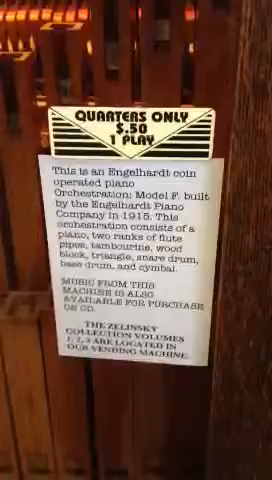 QUARTERS ONLY
$.50
1 PLAY
This is an Engelhardt coin
operated piano
Orchestration: Model F. built
by the Engelhardt Piano
Company in 1915. This
orchestration consists of a
piano, two ranks of flute
pipes, tambourine, wood
block, triangle, snare drum,
base drum, and cymbal.
MUSIC FROM THIS
MACHINE IS ALSO
AVAILABLE FOR PURCHASE
ON CD.
THE ZELINSKY
COLLECTION VOLUMES
1, 2, 3 ARE LOCATED IN
OUR VENDING MACHINE